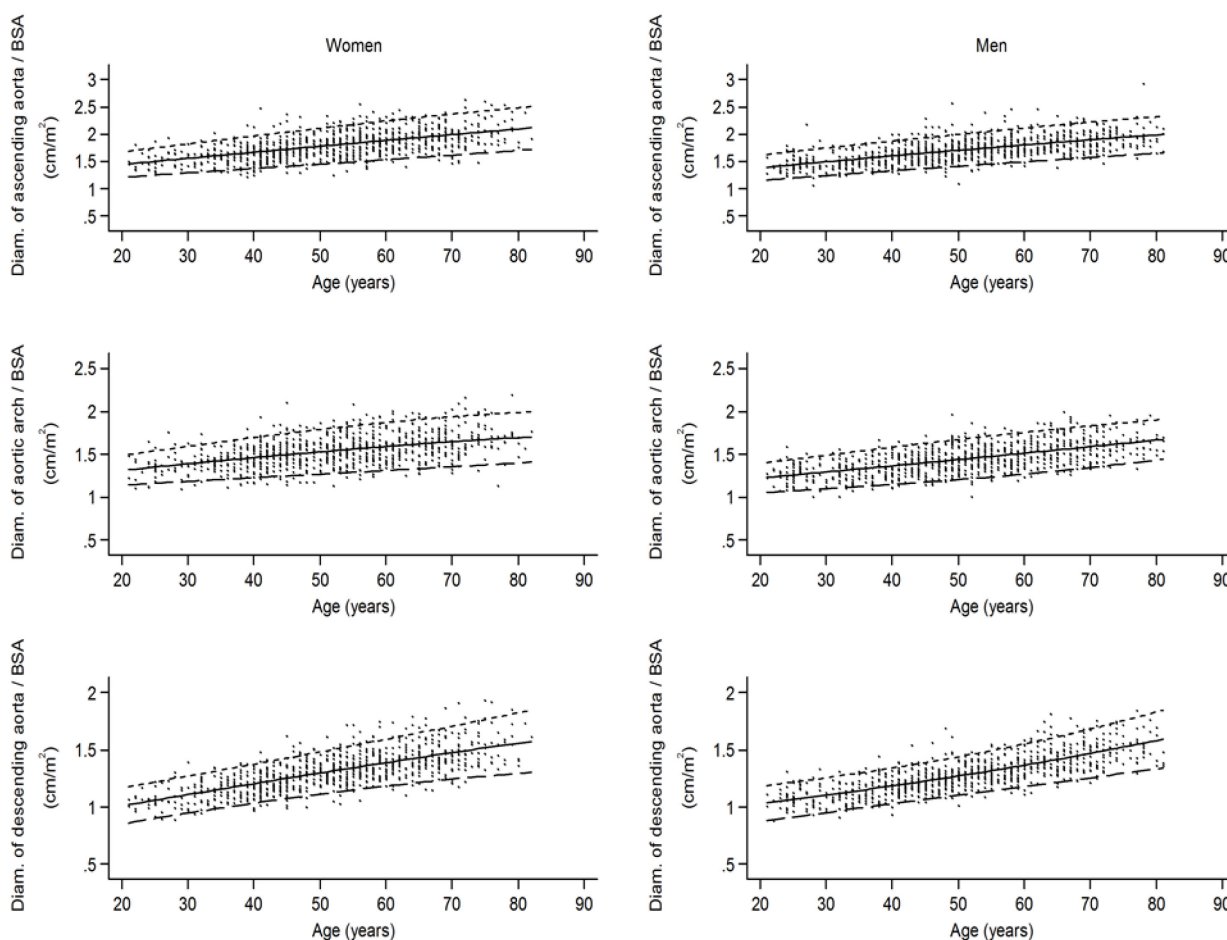 Women
Diam. of ascending aorta / BSA
(cm/m²)
3
2.5
2
1.5
1
.5
20 30 40 50 60 70 80 90
Age (years)
Men
Diam. of ascending aorta / BSA
(cm/m²)
3
2.5
2
1.5
1
.5
20 30 40 50 60 70 80 90
Age (years)
Diam. of aortic arch / BSA
(cm/m²)
2.5
2
1.5
1
.5
20 30 40 50 60 70 80 90
Age (years)
Diam. of aortic arch / BSA
(cm/m²)
2.5
2
1.5
1
.5
20 30 40 50 60 70 80 90
Age (years)
Diam. of descending aorta / BSA
(cm/m²)
2
1.5
1
.5
20 30 40 50 60 70 80 90
Age (years)
Diam. of descending aorta / BSA
(cm/m²)
2
1.5
1
.5
20 30 40 50 60 70 80 90
Age (years)